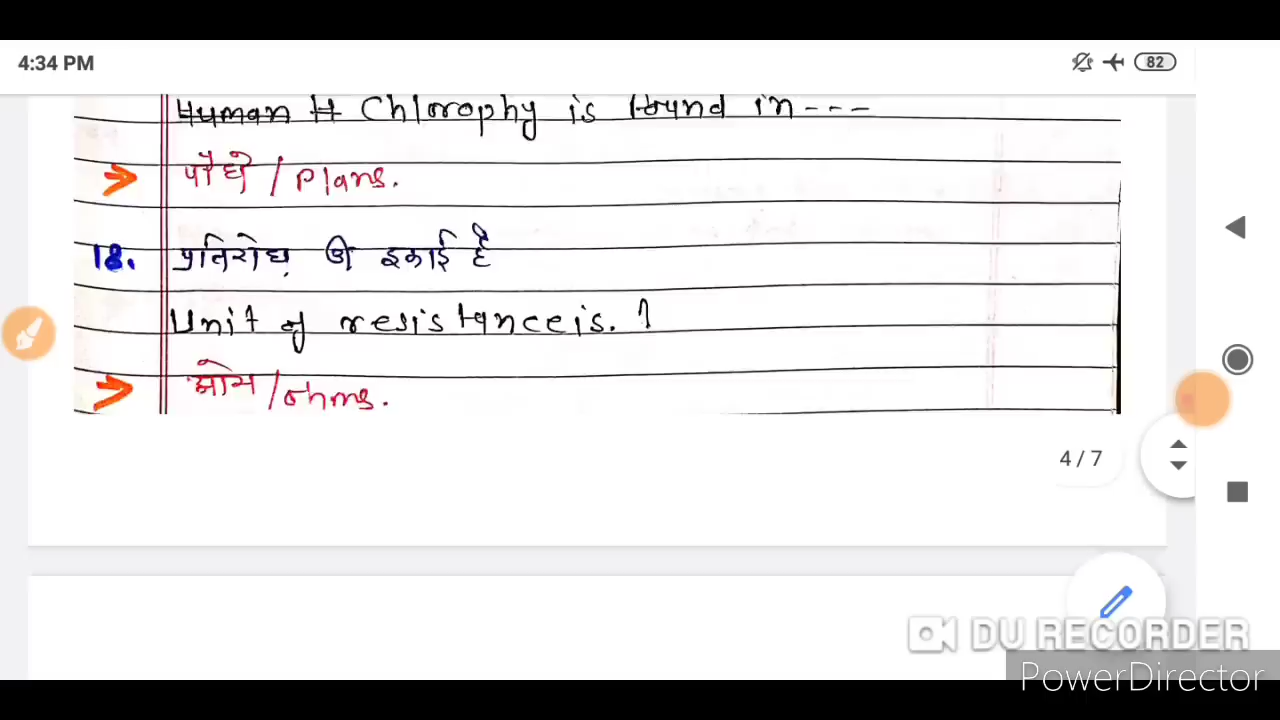 4:34 PM
82
Human H Chlorophy is found in ---
पौधे / Plans.
18. प्रतिरोध की इकाई है
Unit of resistance is. ?
ओम / ohms.
4 / 7
DU RECORDER
PowerDirector